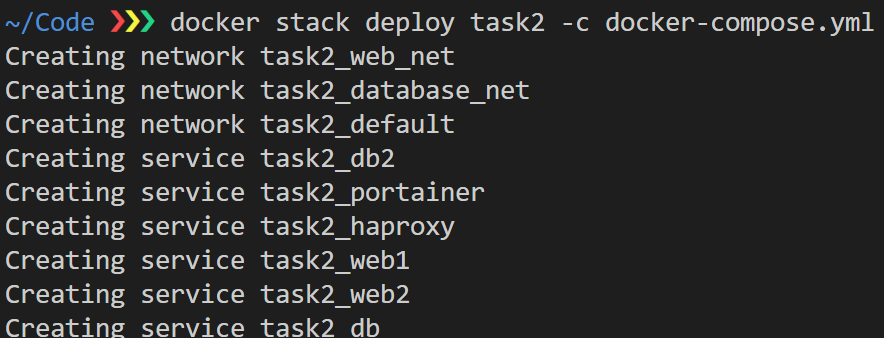 ~/Code ❯❯❯ docker stack deploy task2 -c docker-compose.yml
Creating network task2_web_net
Creating network task2_database_net
Creating network task2_default
Creating service task2_db2
Creating service task2_portainer
Creating service task2_haproxy
Creating service task2_web1
Creating service task2_web2
Creating service task2_db